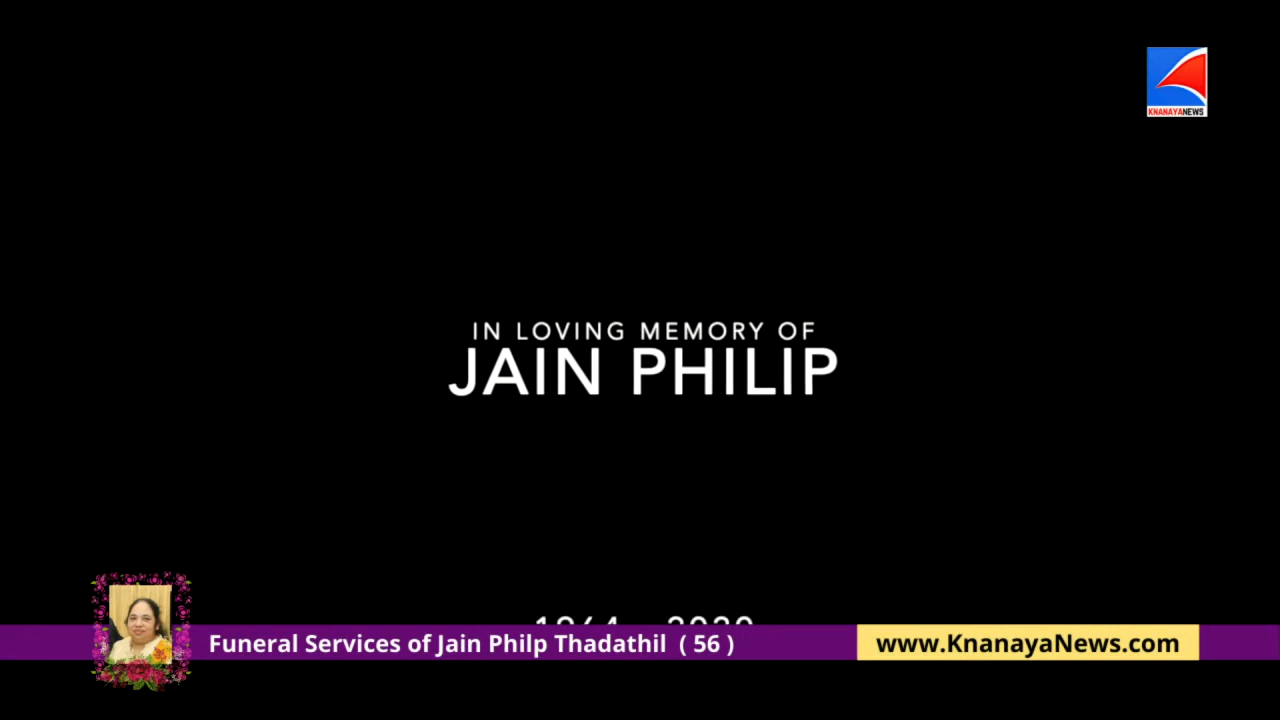 KNANAYANEWS
IN LOVING MEMORY OF
JAIN PHILIP
Funeral Services of Jain Philp Thadathil ( 56 )
www.KnanayaNews.com